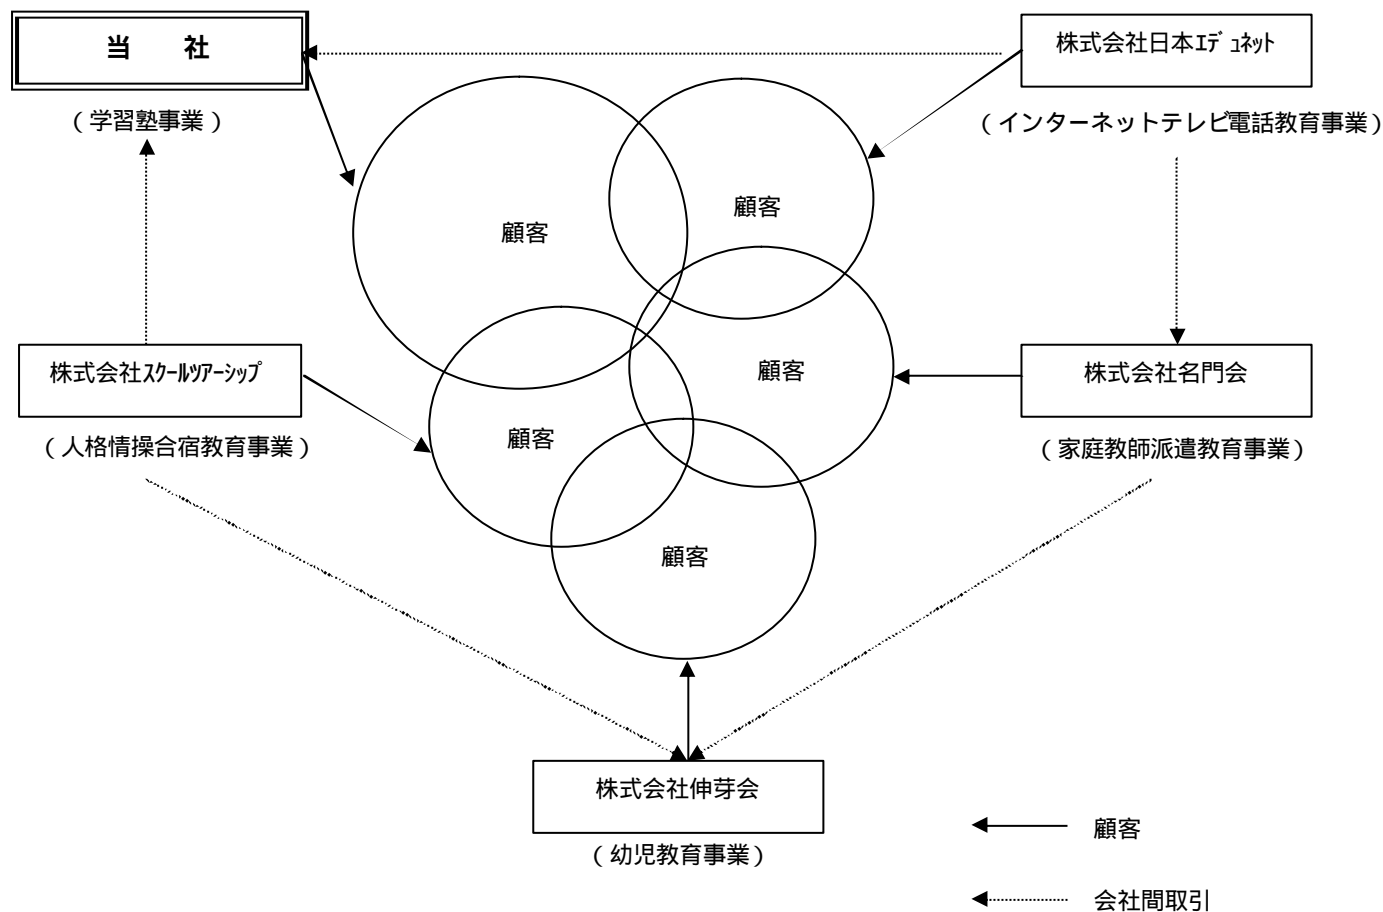 当　　社
株式会社日本ｴﾃﾞｭﾈｯﾄ
（学習塾事業）
（インターネットテレビ電話教育事業）
顧客
顧客
株式会社ｽｸｰﾙﾂｱｰｼｯﾌﾟ
顧客
株式会社名門会
（人格情操合宿教育事業）
顧客
（家庭教師派遣教育事業）
顧客
株式会社伸芽会
（幼児教育事業）
顧客
会社間取引